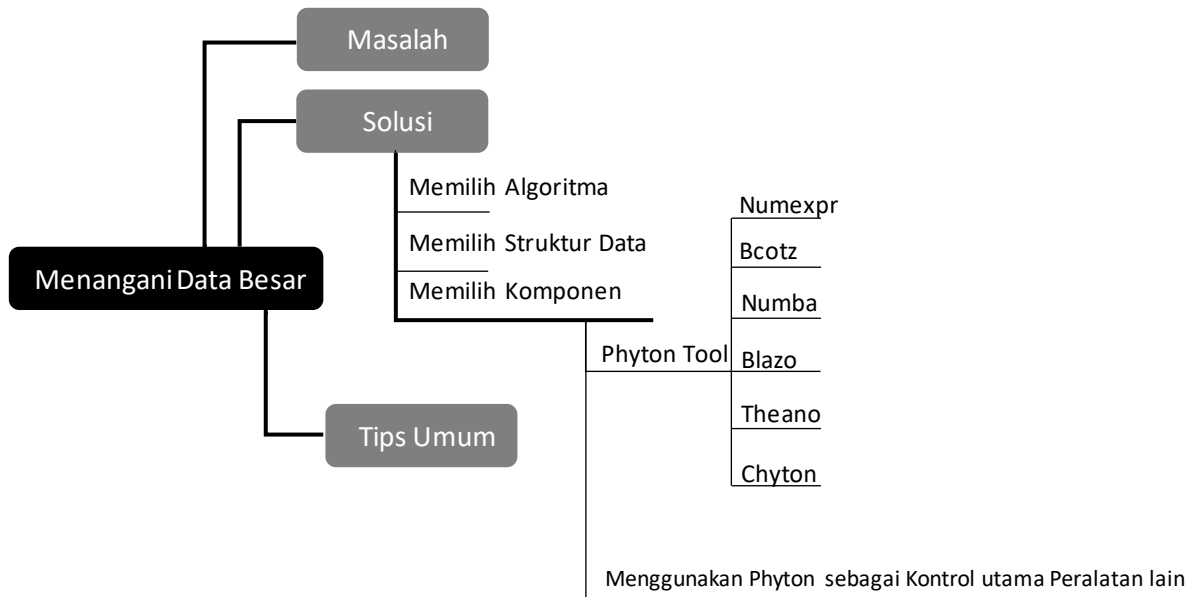 Masalah
Solusi
Memilih Algoritma
Memilih Struktur Data
Memilih Komponen
Menangani Data Besar
Phyton Tool
Numexpr
Bcotz
Numba
Blazo
Theano
Chyton
Tips Umum
Menggunakan Phyton sebagai Kontrol utama Peralatan lain